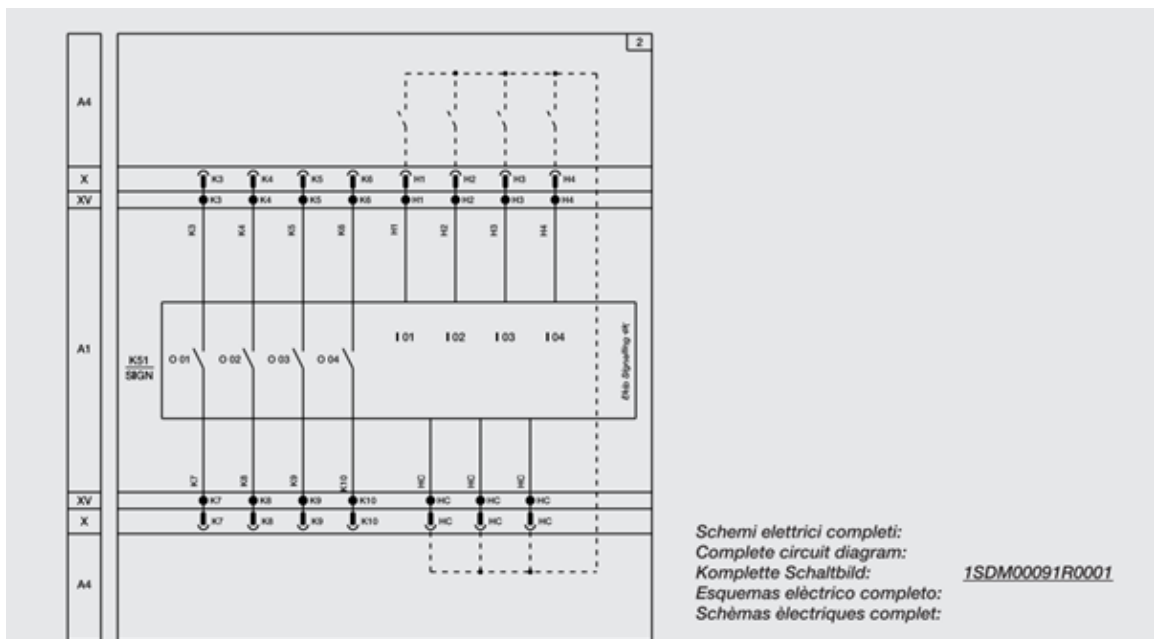 2
A4
X
K3 K4 K5 K6 H1 H2 H3 H4
XV
K3 K4 K5 K6 H1 H2 H3 H4
K3 K4 K5 K6 H1 H2 H3 H4
A1
K51
SIGN
O 01 O 02 O 03 O 04
I 01 I 02 I 03 I 04
Ekip Signalling 4K
K7 K8 K9 K10 HC HC HC
XV
K7 K8 K9 K10 HC HC HC
X
K7 K8 K9 K10 HC HC HC
A4
Schemi elettrici completi:
Complete circuit diagram:
Komplette Schaltbild: 1SDM00091R0001
Esquemas elèctrico completo:
Schèmas èlectriques complet: